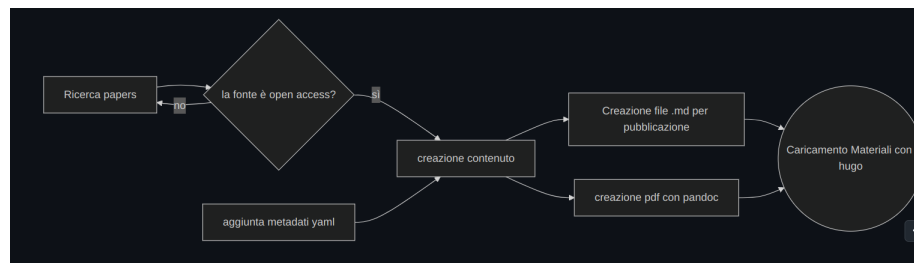 Ricerca papers
no
la fonte è open access?
si
aggiunta metadati yaml
creazione contenuto
Creazione file .md per
pubblicazione
creazione pdf con pandoc
Caricamento Materiali con
hugo